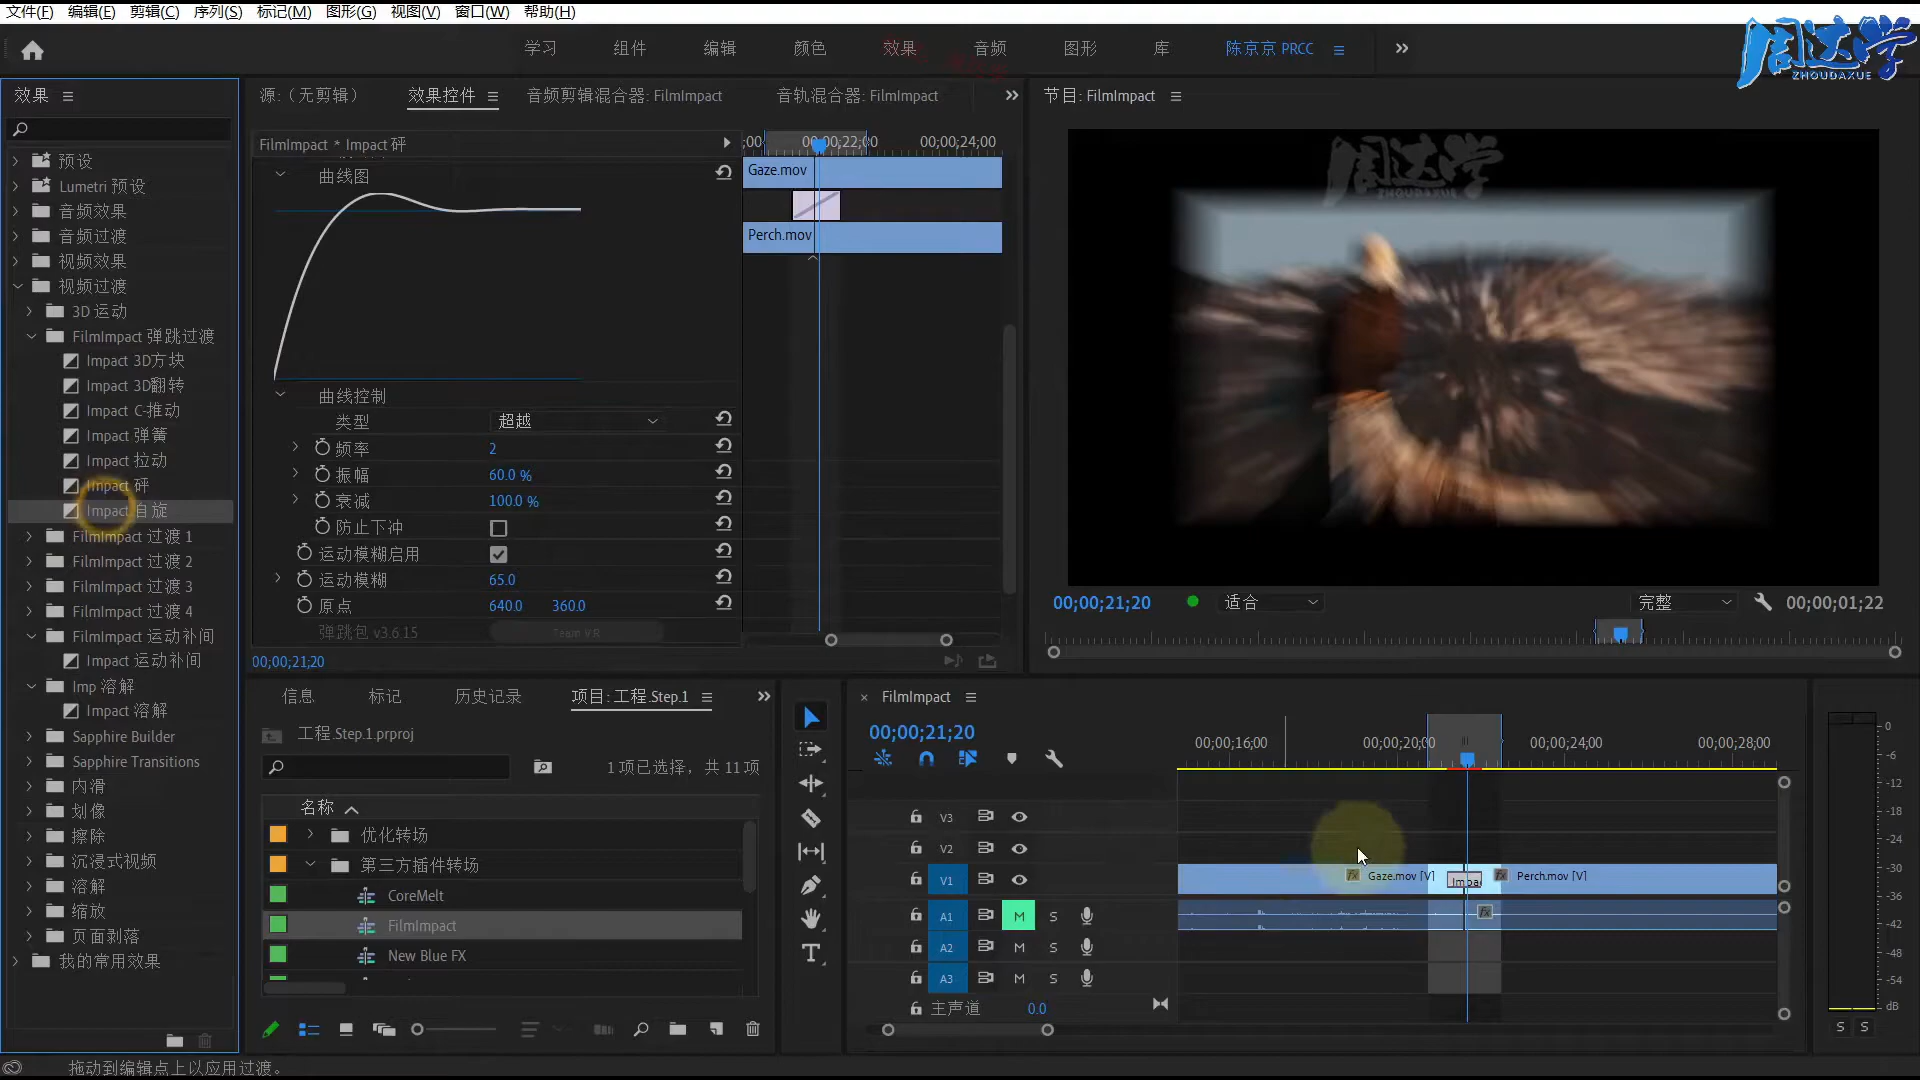 文件(F) 编辑(E) 剪辑(C) 序列(S) 标记(M) 图形(G) 视图(V) 窗口(W) 帮助(H)
学习 组件 编辑 颜色 效果 音频 图形 库 陈京京 PRCC
周达学
ZHOUDAXUE
效果
预设
Lumetri 预设
音频效果
音频过渡
视频效果
视频过渡
3D 运动
FilmImpact 弹跳过渡
Impact 3D方块
Impact 3D翻转
Impact C-推动
Impact 弹簧
Impact 拉动
Impact 砰
Impact 自旋
FilmImpact 过渡 1
FilmImpact 过渡 2
FilmImpact 过渡 3
FilmImpact 过渡 4
FilmImpact 运动补间
Impact 运动补间
Imp 溶解
Impact 溶解
Sapphire Builder
Sapphire Transitions
内滑
划像
擦除
沉浸式视频
溶解
缩放
页面剥落
我的常用效果
源:（无剪辑） 效果控件 音频剪辑混合器: FilmImpact 音轨混合器: FilmImpact
FilmImpact * Impact 砰
;00 00;00;22;00 00;00;24;00
Gaze.mov
Perch.mov
曲线图
曲线控制
类型 超越
频率 2
振幅 60.0 %
衰减 100.0 %
防止下冲
运动模糊启用
运动模糊 65.0
原点 640.0 360.0
弹跳包 v3.6.15 Team V.R
00;00;21;20
节目: FilmImpact
周达学
00;00;21;20 适合 完整 00;00;01;22
信息 标记 历史记录 项目: 工程.Step.1
工程.Step.1.prproj
1 项已选择，共 11 项
名称
优化转场
第三方插件转场
CoreMelt
FilmImpact
New Blue FX
FilmImpact
00;00;21;20
00;00;16;00 00;00;20;00 00;00;24;00 00;00;28;00
V3
V2
V1 fx Gaze.mov [V] Impac fx Perch.mov [V]
A1 M S fx
A2 M S
A3 M S
主声道 0.0
0
-6
-12
-18
-24
-30
-36
-42
-48
-54
dB
S S
拖动到编辑点上以应用过渡。